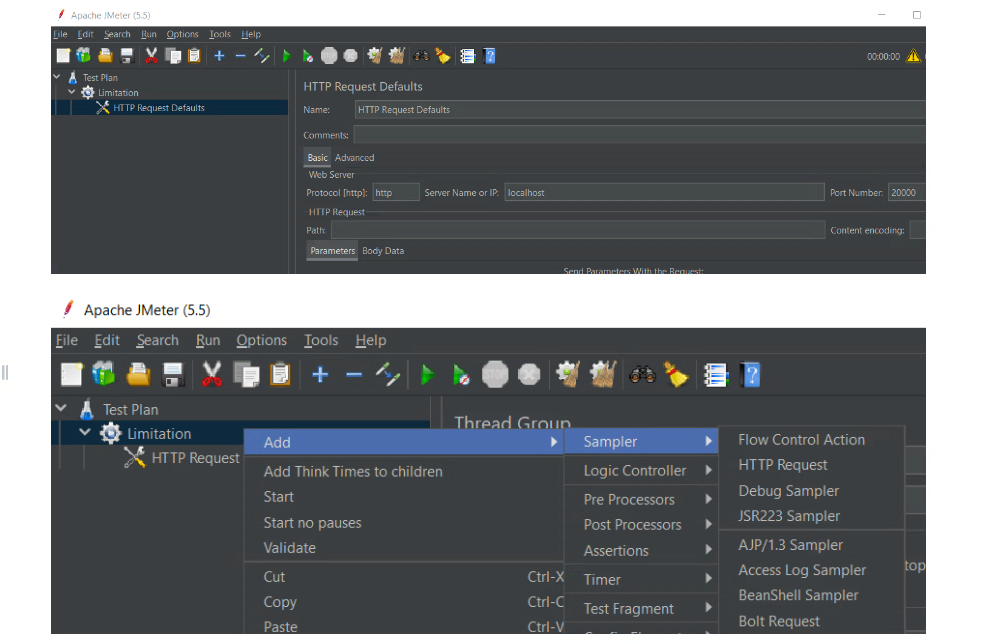 Apache JMeter (5.5)
File Edit Search Run Options Tools Help
00:00:00
Test Plan
Limitation
HTTP Request Defaults
HTTP Request Defaults
Name: HTTP Request Defaults
Comments:
Basic Advanced
Web Server
Protocol [http]: http Server Name or IP: localhost Port Number: 20000
HTTP Request
Path: Content encoding:
Parameters Body Data
Send Parameters With the Request:
Apache JMeter (5.5)
File Edit Search Run Options Tools Help
Test Plan
Thread Group
Limitation
HTTP Request
Add
Add Think Times to children
Start
Start no pauses
Validate
Cut Ctrl-X
Copy Ctrl-C
Paste Ctrl-V
Sampler
Logic Controller
Pre Processors
Post Processors
Assertions
Timer
Test Fragment
Flow Control Action
HTTP Request
Debug Sampler
JSR223 Sampler
AJP/1.3 Sampler
Access Log Sampler
BeanShell Sampler
Bolt Request
top